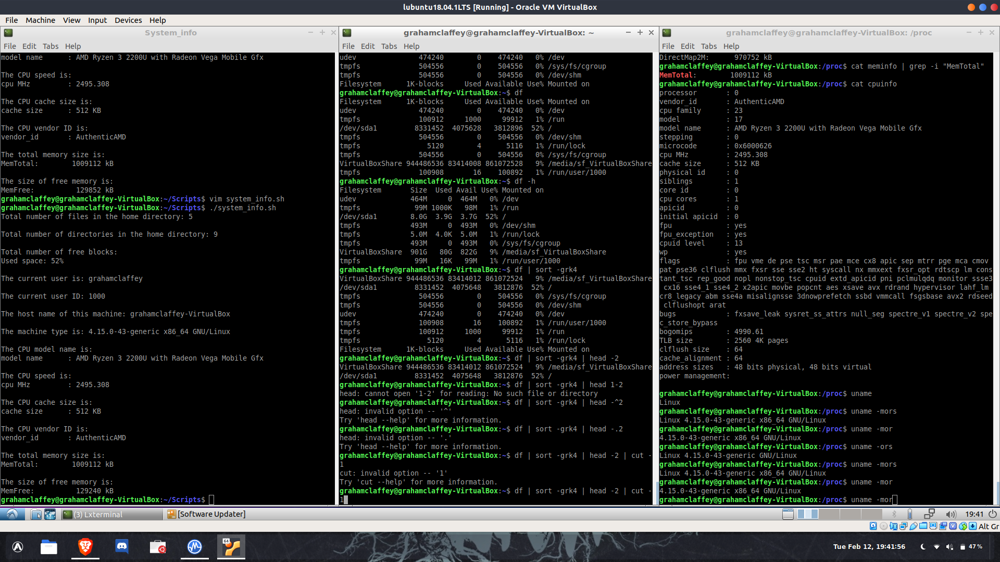 lubuntu18.04.1LTS [Running] - Oracle VM VirtualBox
File Machine View Input Devices Help
System_info
File Edit Tabs Help
model name      : AMD Ryzen 3 2200U with Radeon Vega Mobile Gfx
The CPU speed is:
cpu MHz         : 2495.308
The CPU cache size is:
cache size      : 512 KB
The CPU vendor ID is:
vendor_id       : AuthenticAMD
The total memory size is:
MemTotal:        1009112 kB
The size of free memory is:
MemFree:          129852 kB
grahamclaffey@grahamclaffey-VirtualBox:~/Scripts$ vim system_info.sh
grahamclaffey@grahamclaffey-VirtualBox:~/Scripts$ ./system_info.sh
Total number of files in the home directory: 5
Total number of directories in the home directory: 9
Total number of free blocks:
Used space: 52%
The current user is: grahamclaffey
The current user ID: 1000
The host name of this machine: grahamclaffey-VirtualBox
The machine type is: 4.15.0-43-generic x86_64 GNU/Linux
The CPU model name is:
model name      : AMD Ryzen 3 2200U with Radeon Vega Mobile Gfx
The CPU speed is:
cpu MHz         : 2495.308
The CPU cache size is:
cache size      : 512 KB
The CPU vendor ID is:
vendor_id       : AuthenticAMD
The total memory size is:
MemTotal:        1009112 kB
The size of free memory is:
MemFree:          129240 kB
grahamclaffey@grahamclaffey-VirtualBox:~/Scripts$
grahamclaffey@grahamclaffey-VirtualBox: ~
File Edit Tabs Help
udev               474240        0    474240   0% /dev
tmpfs              504556        0    504556   0% /sys/fs/cgroup
tmpfs              504556        0    504556   0% /dev/shm
Filesystem      1K-blocks     Used Available Use% Mounted on
grahamclaffey@grahamclaffey-VirtualBox:~$ df
Filesystem      1K-blocks     Used Available Use% Mounted on
udev               474240        0    474240   0% /dev
tmpfs              100912     1000     99912   1% /run
/dev/sda1         8331452  4075628   3812896  52% /
tmpfs              504556        0    504556   0% /dev/shm
tmpfs                5120        4      5116   1% /run/lock
tmpfs              504556        0    504556   0% /sys/fs/cgroup
VirtualBoxShare 944486536 83414008 861072528   9% /media/sf_VirtualBoxShare
tmpfs              100908       16    100892   1% /run/user/1000
grahamclaffey@grahamclaffey-VirtualBox:~$ df -h
Filesystem       Size  Used Avail Use% Mounted on
udev             464M     0  464M   0% /dev
tmpfs             99M 1000K   98M   1% /run
/dev/sda1        8.0G  3.9G  3.7G  52% /
tmpfs            493M     0  493M   0% /dev/shm
tmpfs            5.0M  4.0K  5.0M   1% /run/lock
tmpfs            493M     0  493M   0% /sys/fs/cgroup
VirtualBoxShare  901G   80G  822G   9% /media/sf_VirtualBoxShare
tmpfs             99M   16K   99M   1% /run/user/1000
grahamclaffey@grahamclaffey-VirtualBox:~$ df | sort -grk4
VirtualBoxShare 944486536 83414012 861072524   9% /media/sf_VirtualBoxShare
/dev/sda1         8331452  4075648   3812876  52% /
tmpfs              504556        0    504556   0% /sys/fs/cgroup
tmpfs              504556        0    504556   0% /dev/shm
udev               474240        0    474240   0% /dev
tmpfs              100908       16    100892   1% /run/user/1000
tmpfs              100912     1000     99912   1% /run
tmpfs                5120        4      5116   1% /run/lock
Filesystem      1K-blocks     Used Available Use% Mounted on
grahamclaffey@grahamclaffey-VirtualBox:~$ df | sort -grk4 | head -2
VirtualBoxShare 944486536 83414012 861072524   9% /media/sf_VirtualBoxShare
/dev/sda1         8331452  4075648   3812876  52% /
grahamclaffey@grahamclaffey-VirtualBox:~$ df | sort -grk4 | head 1-2
head: cannot open '1-2' for reading: No such file or directory
grahamclaffey@grahamclaffey-VirtualBox:~$ df | sort -grk4 | head -^2
head: invalid option -- '^'
Try 'head --help' for more information.
grahamclaffey@grahamclaffey-VirtualBox:~$ df | sort -grk4 | head -.2
head: invalid option -- '.'
Try 'head --help' for more information.
grahamclaffey@grahamclaffey-VirtualBox:~$ df | sort -grk4 | head -2 | cut -
1
cut: invalid option -- '1'
Try 'cut --help' for more information.
grahamclaffey@grahamclaffey-VirtualBox:~$ df | sort -grk4 | head -2 | cut -
1
grahamclaffey@grahamclaffey-VirtualBox: /proc
File Edit Tabs Help
DirectMap2M:      970752 kB
grahamclaffey@grahamclaffey-VirtualBox:/proc$ cat meminfo | grep -i "MemTotal"
MemTotal:        1009112 kB
grahamclaffey@grahamclaffey-VirtualBox:/proc$ cat cpuinfo
processor       : 0
vendor_id       : AuthenticAMD
cpu family      : 23
model           : 17
model name      : AMD Ryzen 3 2200U with Radeon Vega Mobile Gfx
stepping        : 0
microcode       : 0x6000626
cpu MHz         : 2495.308
cache size      : 512 KB
physical id     : 0
siblings        : 1
core id         : 0
cpu cores       : 1
apicid          : 0
initial apicid  : 0
fpu             : yes
fpu_exception   : yes
cpuid level     : 13
wp              : yes
flags           : fpu vme de pse tsc msr pae mce cx8 apic sep mtrr pge mca cmov
pat pse36 clflush mmx fxsr sse sse2 ht syscall nx mmxext fxsr_opt rdtscp lm cons
tant_tsc rep_good nopl nonstop_tsc cpuid extd_apicid pni pclmulqdq monitor ssse3
 cx16 sse4_1 sse4_2 x2apic movbe popcnt aes xsave avx rdrand hypervisor lahf_lm
cr8_legacy abm sse4a misalignsse 3dnowprefetch ssbd vmmcall fsgsbase avx2 rdseed
 clflushopt arat
bugs            : fxsave_leak sysret_ss_attrs null_seg spectre_v1 spectre_v2 spe
c_store_bypass
bogomips        : 4990.61
TLB size        : 2560 4K pages
clflush size    : 64
cache_alignment : 64
address sizes   : 48 bits physical, 48 bits virtual
power management:
grahamclaffey@grahamclaffey-VirtualBox:/proc$ uname
Linux
grahamclaffey@grahamclaffey-VirtualBox:/proc$ uname -mors
Linux 4.15.0-43-generic x86_64 GNU/Linux
grahamclaffey@grahamclaffey-VirtualBox:/proc$ uname -mor
4.15.0-43-generic x86_64 GNU/Linux
grahamclaffey@grahamclaffey-VirtualBox:/proc$ uname -ors
Linux 4.15.0-43-generic GNU/Linux
grahamclaffey@grahamclaffey-VirtualBox:/proc$ uname -mors
Linux 4.15.0-43-generic x86_64 GNU/Linux
grahamclaffey@grahamclaffey-VirtualBox:/proc$ uname -mor
4.15.0-43-generic x86_64 GNU/Linux
grahamclaffey@grahamclaffey-VirtualBox:/proc$ uname -mor
(3) Lxterminal
[Software Updater]
19:41
Alt Gr
64
Tue Feb 12, 19:41:56
47 %